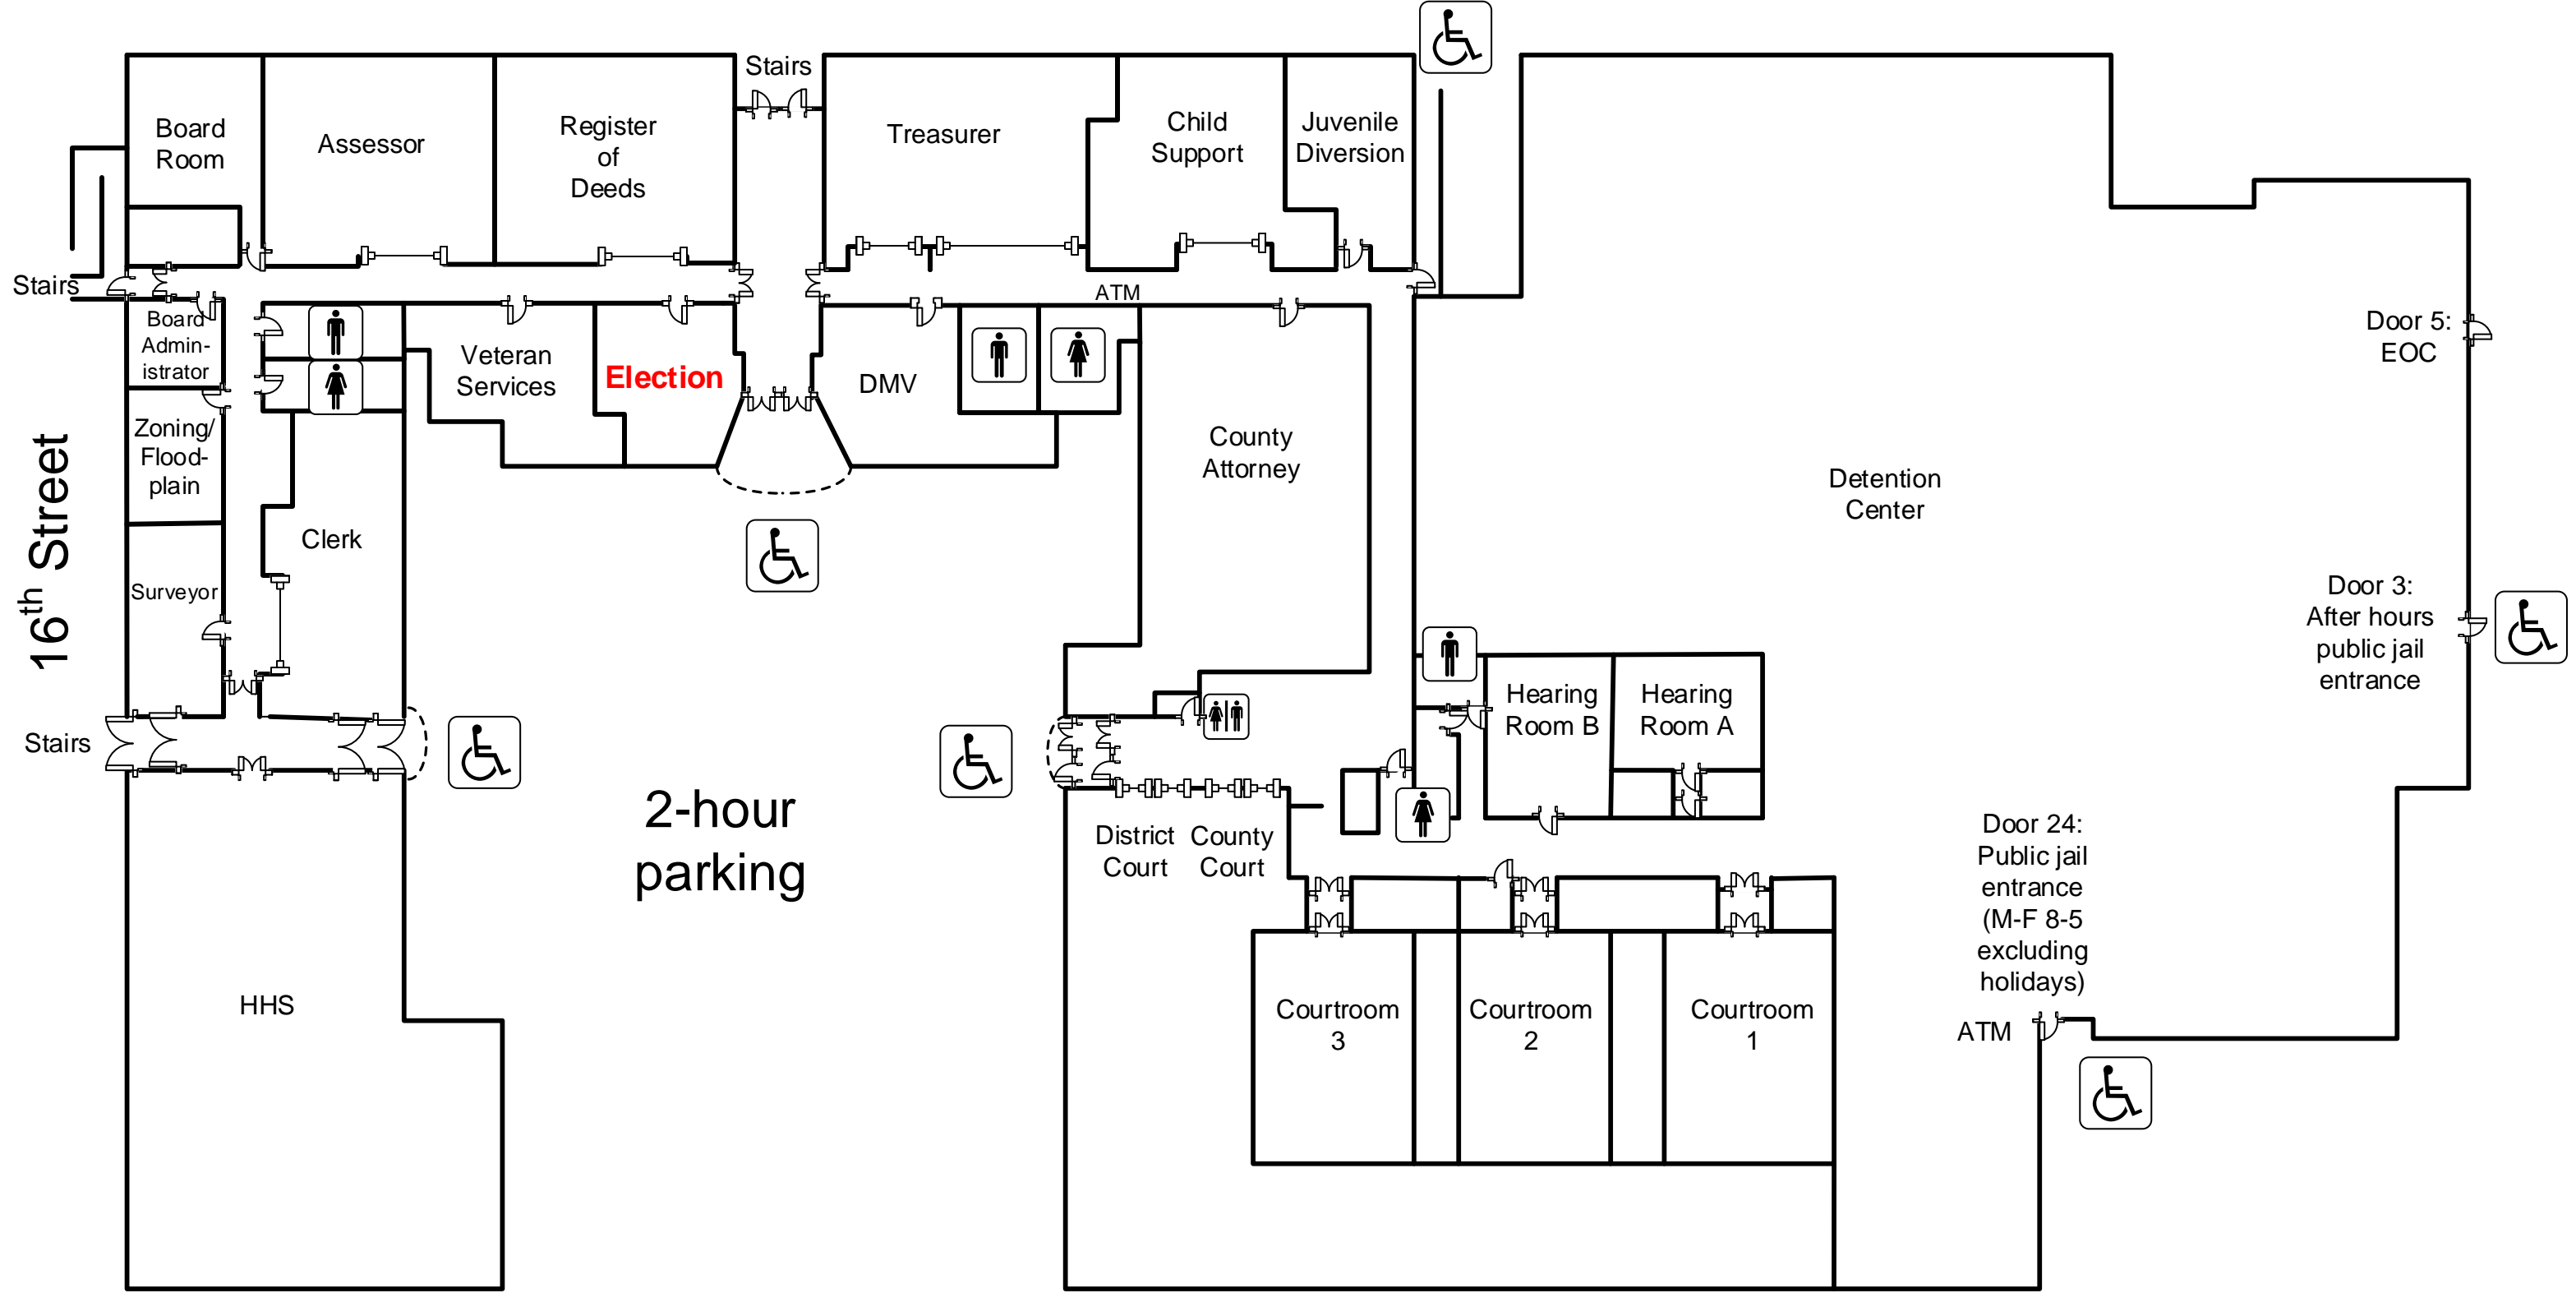 Stairs
Board
Room
Assessor
Register
of
Deeds
Treasurer
Child
Support
Juvenile
Diversion
Stairs
ATM
Board
Admin-
istrator
Veteran
Services
Election
DMV
Door 5:
EOC
Zoning/
Flood-
plain
County
Attorney
Detention
Center
16th Street
Clerk
Surveyor
Door 3:
After hours
public jail
entrance
Hearing
Room B
Hearing
Room A
Stairs
2-hour
parking
District
Court
County
Court
Door 24:
Public jail
entrance
(M-F 8-5
excluding
holidays)
HHS
Courtroom
3
Courtroom
2
Courtroom
1
ATM